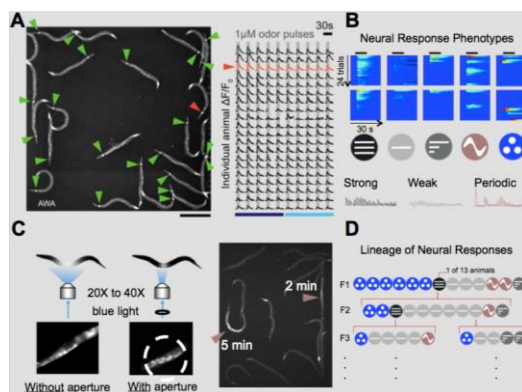 A
1µM odor pulses
30s
Individual animal ΔF/F₀
AWA
B
Neural Response Phenotypes
24 trials
30 s
Strong
Weak
Periodic
C
20X to 40X
blue light
Without aperture
With aperture
2 min
5 min
D
Lineage of Neural Responses
1 of 13 animals
F1
F2
F3